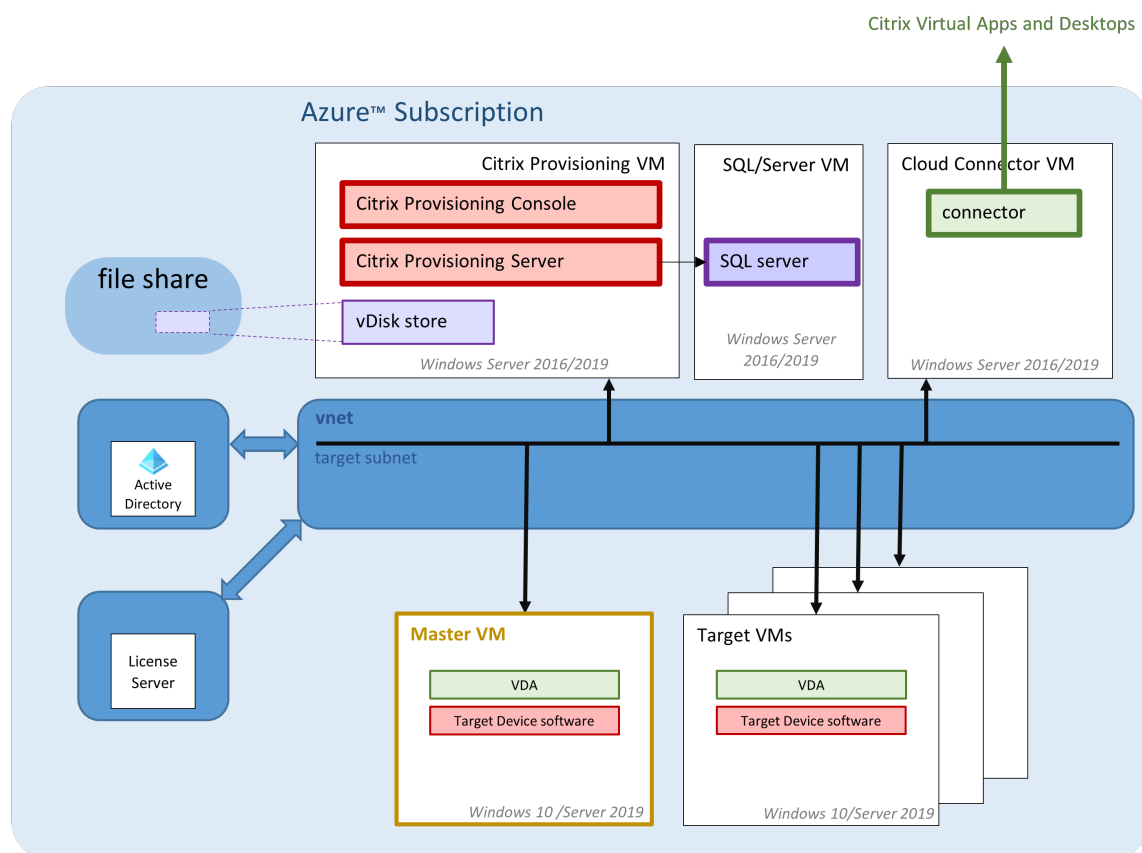 Citrix Virtual Apps and Desktops
Azure™ Subscription
Citrix Provisioning VM
Citrix Provisioning Console
Citrix Provisioning Server
vDisk store
Windows Server 2016/2019
SQL/Server VM
SQL server
Windows Server
2016/2019
Cloud Connector VM
connector
Windows Server 2016/2019
file share
vnet
target subnet
Active
Directory
License
Server
Master VM
VDA
Target Device software
Windows 10 /Server 2019
Target VMs
VDA
Target Device software
Windows 10/Server 2019